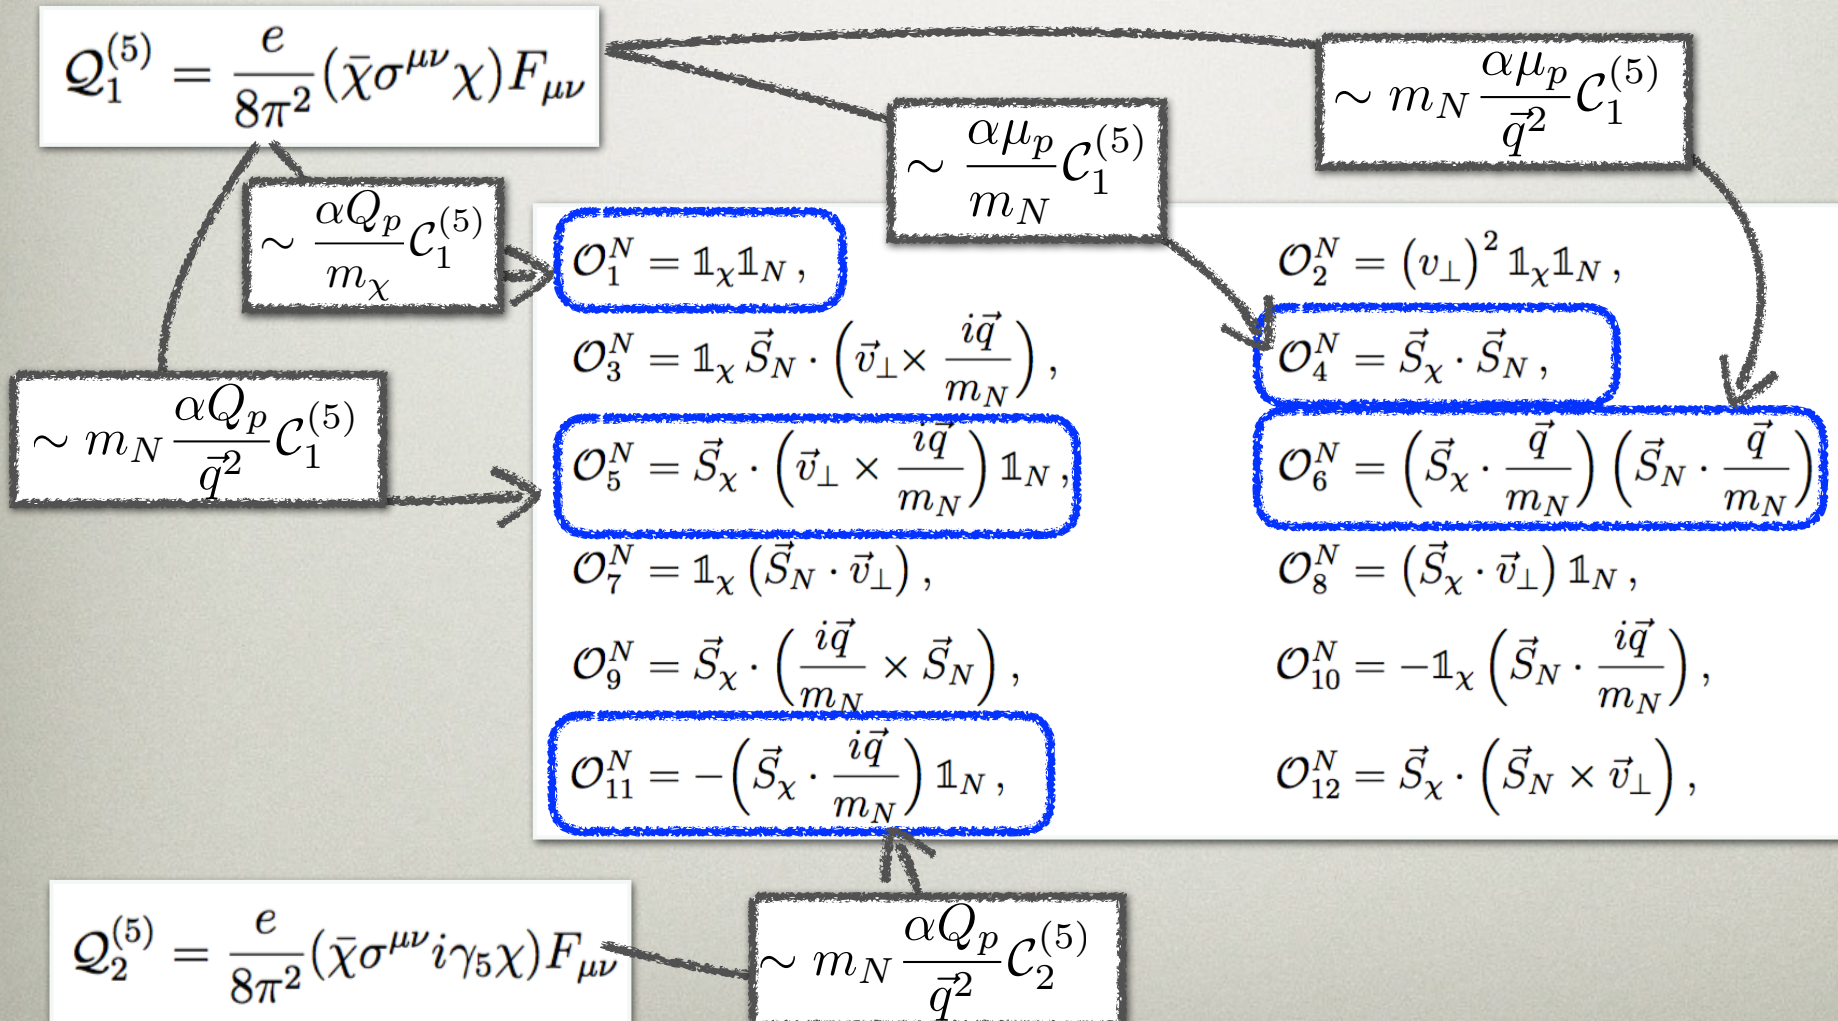 $\mathcal{Q}_1^{(5)} = \frac{e}{8\pi^2}(\bar{\chi}\sigma^{\mu\nu}\chi)F_{\mu\nu}$
$\sim m_N \frac{\alpha\mu_p}{\vec{q}^2}\mathcal{C}_1^{(5)}$
$\sim \frac{\alpha\mu_p}{m_N}\mathcal{C}_1^{(5)}$
$\sim \frac{\alpha Q_p}{m_\chi}\mathcal{C}_1^{(5)}$
$\sim m_N \frac{\alpha Q_p}{\vec{q}^2}\mathcal{C}_1^{(5)}$
$\mathcal{O}_1^N = \mathbb{1}_\chi \mathbb{1}_N ,$ $\mathcal{O}_2^N = (v_\perp)^2 \mathbb{1}_\chi \mathbb{1}_N ,$
$\mathcal{O}_3^N = \mathbb{1}_\chi \vec{S}_N \cdot \left(\vec{v}_\perp \times \frac{i\vec{q}}{m_N}\right) ,$ $\mathcal{O}_4^N = \vec{S}_\chi \cdot \vec{S}_N ,$
$\mathcal{O}_5^N = \vec{S}_\chi \cdot \left(\vec{v}_\perp \times \frac{i\vec{q}}{m_N}\right) \mathbb{1}_N ,$ $\mathcal{O}_6^N = \left(\vec{S}_\chi \cdot \frac{\vec{q}}{m_N}\right) \left(\vec{S}_N \cdot \frac{\vec{q}}{m_N}\right)$
$\mathcal{O}_7^N = \mathbb{1}_\chi (\vec{S}_N \cdot \vec{v}_\perp) ,$ $\mathcal{O}_8^N = (\vec{S}_\chi \cdot \vec{v}_\perp) \mathbb{1}_N ,$
$\mathcal{O}_9^N = \vec{S}_\chi \cdot \left(\frac{i\vec{q}}{m_N} \times \vec{S}_N\right) ,$ $\mathcal{O}_{10}^N = -\mathbb{1}_\chi \left(\vec{S}_N \cdot \frac{i\vec{q}}{m_N}\right) ,$
$\mathcal{O}_{11}^N = -\left(\vec{S}_\chi \cdot \frac{i\vec{q}}{m_N}\right) \mathbb{1}_N ,$ $\mathcal{O}_{12}^N = \vec{S}_\chi \cdot \left(\vec{S}_N \times \vec{v}_\perp\right) ,$
$\mathcal{Q}_2^{(5)} = \frac{e}{8\pi^2}(\bar{\chi}\sigma^{\mu\nu}i\gamma_5\chi)F_{\mu\nu}$
$\sim m_N \frac{\alpha Q_p}{\vec{q}^2}\mathcal{C}_2^{(5)}$